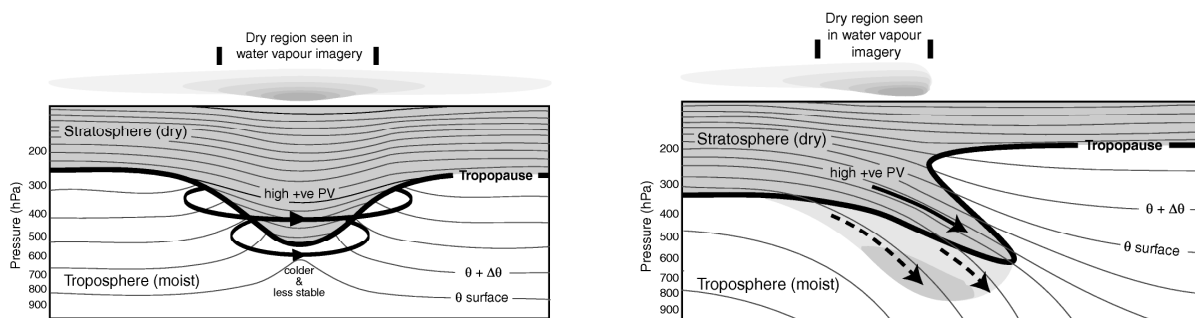 Dry region seen
in water vapour imagery
Stratosphere (dry)
200
300
400
500
600
700
800
900
Pressure (hPa)
high +ve PV
Tropopause
colder
&
less stable
Troposphere (moist)
θ + Δθ
θ surface
Dry region seen
in water vapour
imagery
Stratosphere (dry)
200
300
400
500
600
700
800
900
Pressure (hPa)
high +ve PV
Tropopause
θ + Δθ
θ surface
Troposphere (moist)